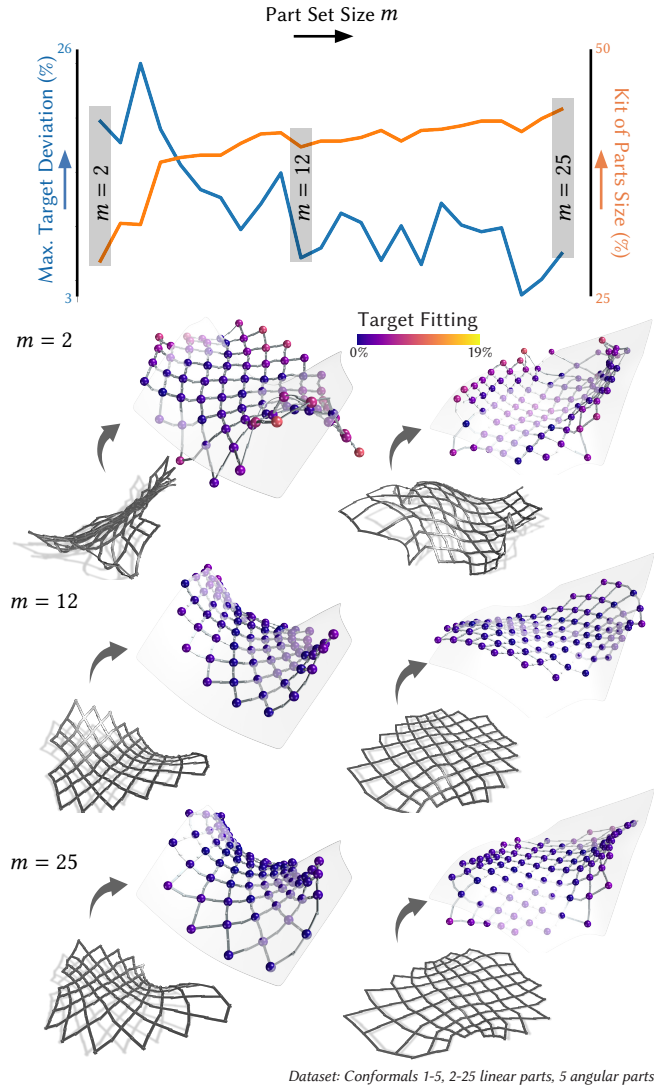 Part Set Size m
26
50
Max. Target Deviation (%)
m = 2
m = 12
m = 25
Kit of Parts
Size (%)
3
25
m = 2
Target Fitting
0%
19%
m = 12
m = 25
Dataset: Conformals 1-5, 2-25 linear parts, 5 angular parts